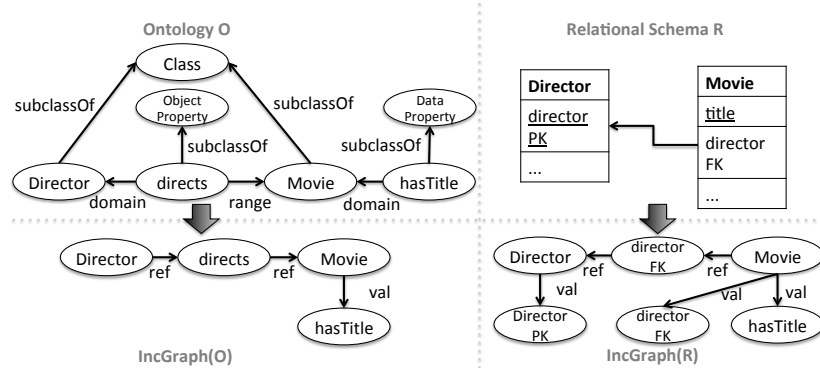 Ontology O
Class
subclassOf
subclassOf
Object
Property
Data
Property
subclassOf
subclassOf
Director
directs
Movie
hasTitle
domain
range
domain
Relational Schema R
Director
director
PK
...
Movie
title
director
FK
...
Director
directs
Movie
ref
ref
val
hasTitle
IncGraph(O)
Director
director
FK
Movie
ref
ref
val
val
val
Director
PK
director
FK
hasTitle
IncGraph(R)